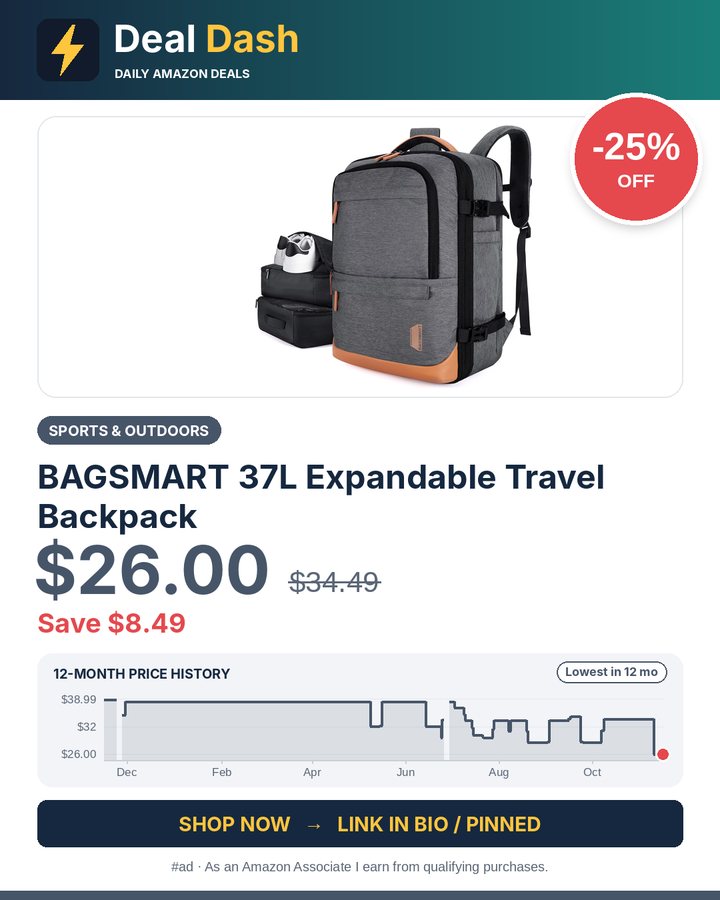 Deal Dash
DAILY AMAZON DEALS
-25%
OFF
SPORTS & OUTDOORS
BAGSMART 37L Expandable Travel
Backpack
$26.00 $34.49
Save $8.49
12-MONTH PRICE HISTORY
Lowest in 12 mo
$38.99
$32
$26.00
Dec Feb Apr Jun Aug Oct
SHOP NOW → LINK IN BIO / PINNED
#ad · As an Amazon Associate I earn from qualifying purchases.